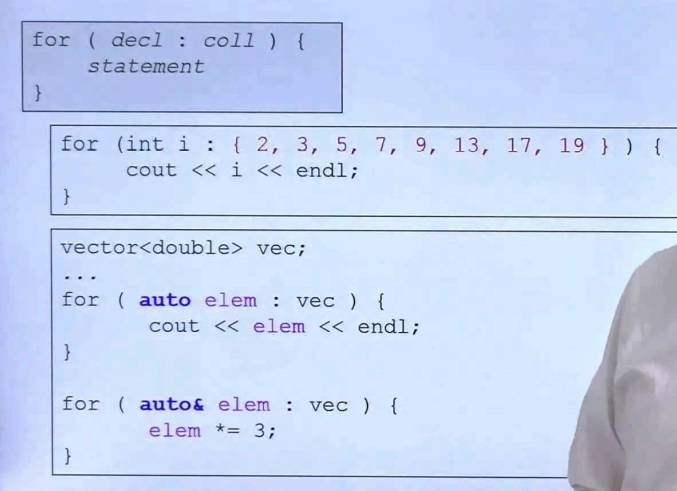 for ( decl : coll ) {
statement
}
for (int i : { 2, 3, 5, 7, 9, 13, 17, 19 } ) {
cout << i << endl;
}
vector<double> vec;
...
for ( auto elem : vec ) {
cout << elem << endl;
}
for ( auto& elem : vec ) {
elem *= 3;
}